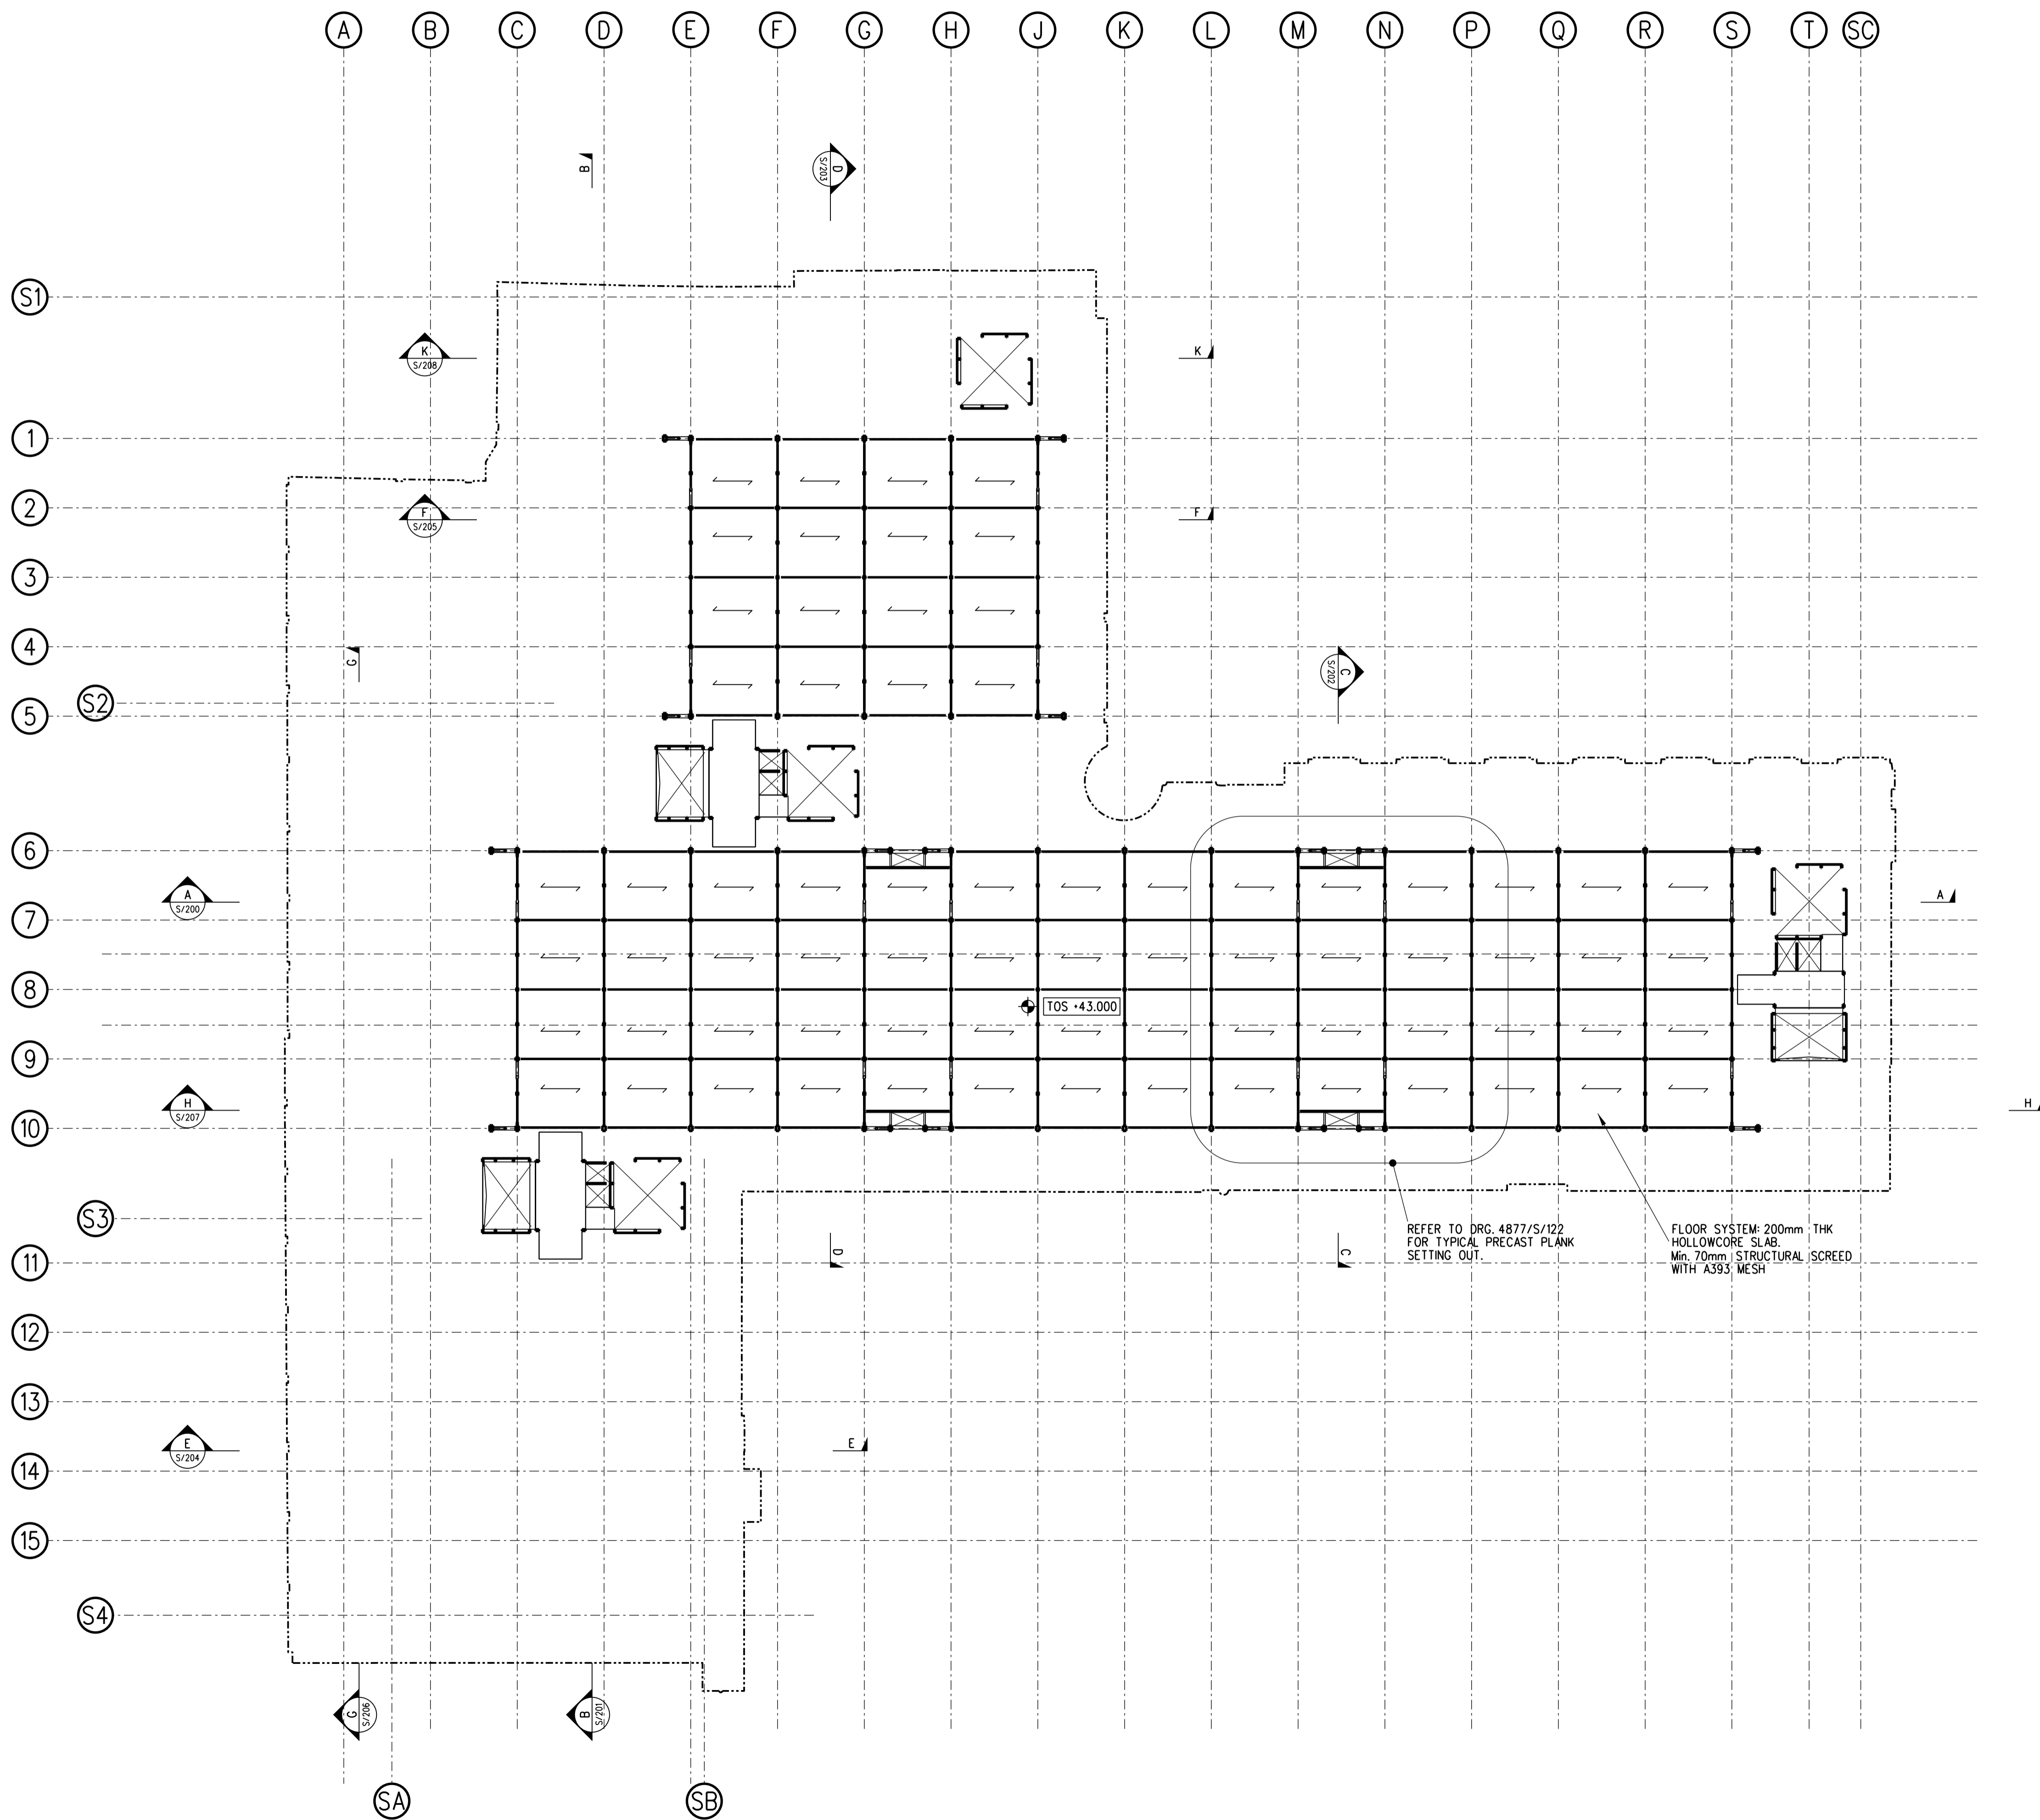 A B C D E F G H J K L M N P Q R S T SC
B
D
S/203
S1
K
S/208
K
1
2
F
S/205
F
3
4
G
C
S/202
S2
5
6
A
S/200
A
7
8
TOS +43.000
9
H
S/207
H
10
S3
REFER TO DRG. 4877/S/122
FOR TYPICAL PRECAST PLANK
SETTING OUT.
FLOOR SYSTEM: 200mm THK
HOLLOWCORE SLAB.
Min. 70mm STRUCTURAL SCREED
WITH A393 MESH
D
C
11
12
13
E
S/204
E
14
15
S4
G
S/206
B
S/201
SA
SB